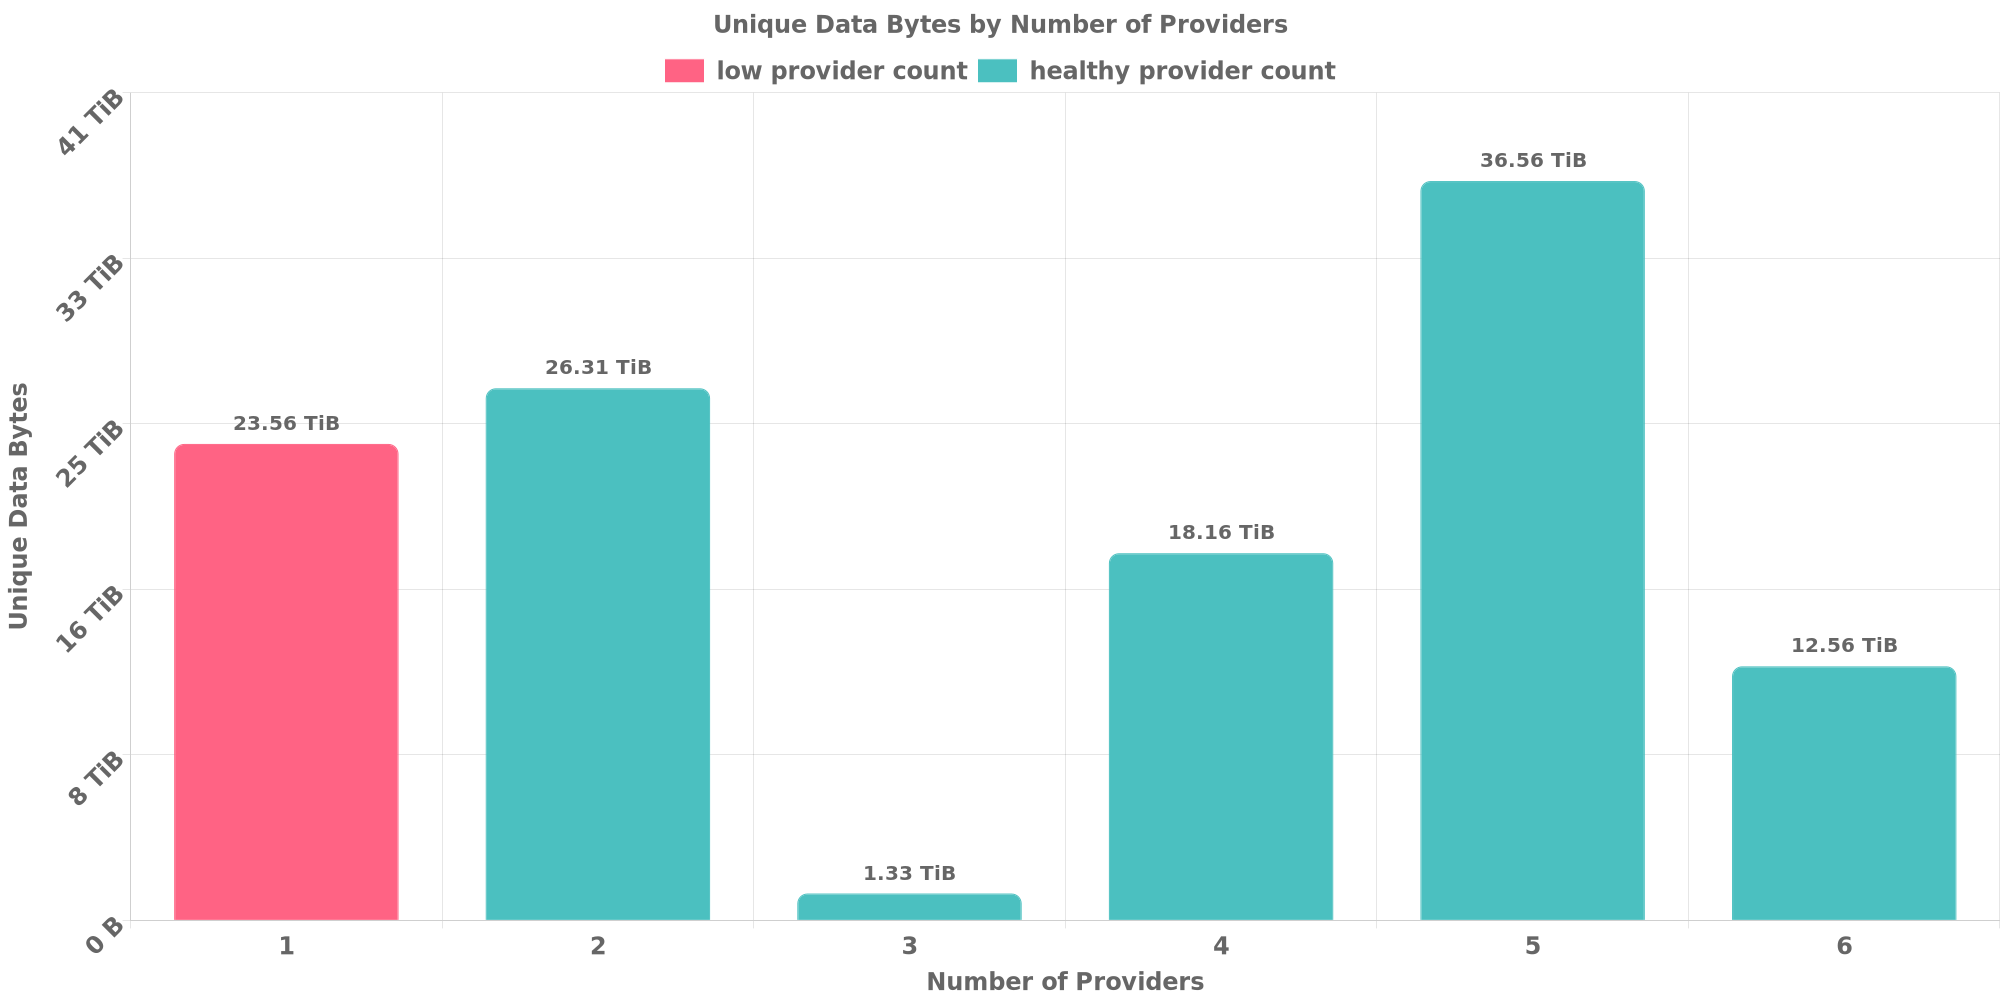 Unique Data Bytes by Number of Providers
low provider count healthy provider count
41 TiB
33 TiB
25 TiB
16 TiB
8 TiB
0 B
Unique Data Bytes
23.56 TiB
26.31 TiB
1.33 TiB
18.16 TiB
36.56 TiB
12.56 TiB
1 2 3 4 5 6
Number of Providers